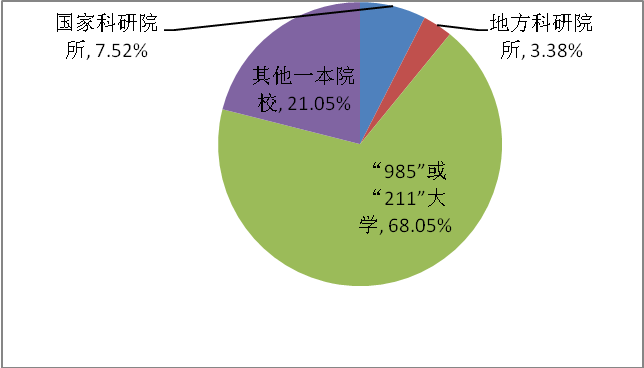 国家科研院
所, 7.52%
地方科研院
所, 3.38%
其他一本院
校, 21.05%
“985”或
“211”大
学, 68.05%